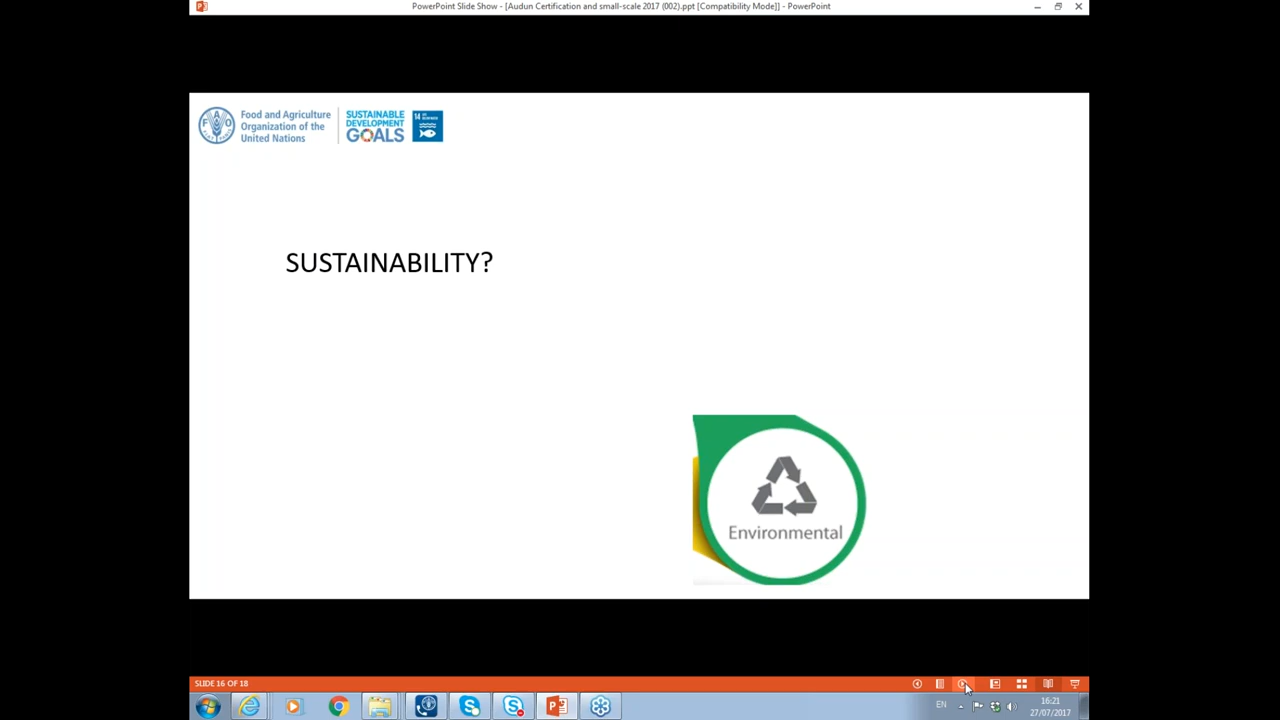 PowerPoint Slide Show - [Audun Certification and small-scale 2017 (002).ppt [Compatibility Mode]] - PowerPoint
Food and Agriculture
Organization of the
United Nations
SUSTAINABLE
DEVELOPMENT
GOALS
14
SUSTAINABILITY?
Environmental
SLIDE 16 OF 18
EN
16:21
27/07/2017